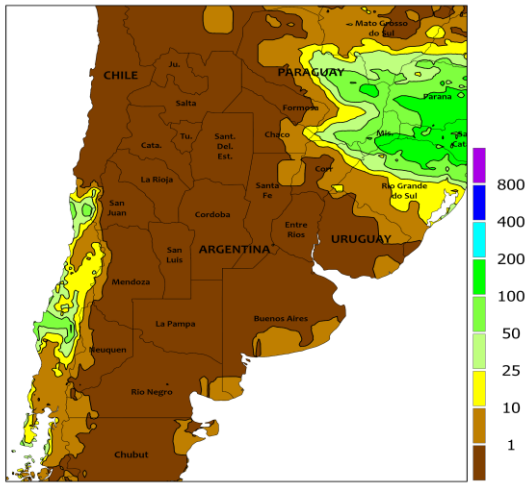 Mato Grosso
do Sul
Ju.
CHILE
PARAGUAY
Parana
Salta
Formosa
Tu.
Chaco
Mis.
Cata.
Sant.
Del.
Est.
Corr
La Rioja
Santa
Fe
Rio Grande
do Sul
San
Juan
Cordoba
Entre
Rios
URUGUAY
ARGENTINA
San
Luis
Mendoza
La Pampa
Buenos Aires
Neuquen
Rio Negro
Chubut
800
400
200
100
50
25
10
1